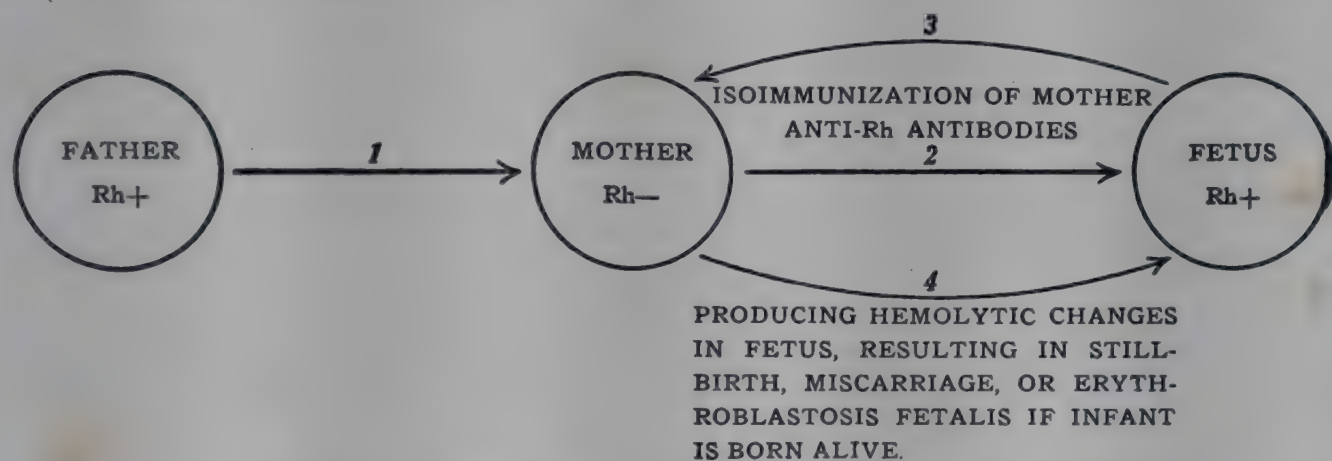 3
ISOIMMUNIZATION OF MOTHER
ANTI-Rh ANTIBODIES
FATHER
Rh+
1
MOTHER
Rh—
2
FETUS
Rh+
4
PRODUCING HEMOLYTIC CHANGES
IN FETUS, RESULTING IN STILL-
BIRTH, MISCARRIAGE, OR ERYTH-
ROBLASTOSIS FETALIS IF INFANT
IS BORN ALIVE.